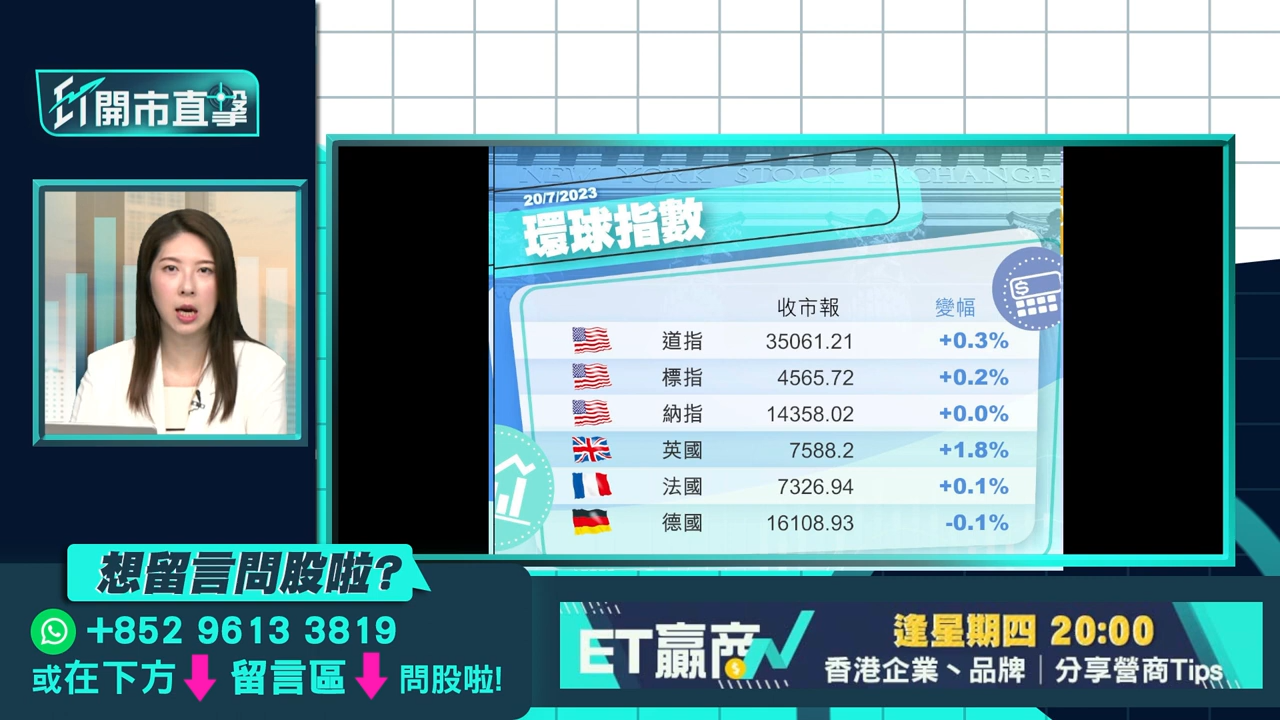 ET開市直擊
NEW YORK STOCK EXCHANGE
20/7/2023
環球指數
收市報 變幅
道指 35061.21 +0.3%
標指 4565.72 +0.2%
納指 14358.02 +0.0%
英國 7588.2 +1.8%
法國 7326.94 +0.1%
德國 16108.93 -0.1%
想留言問股啦?
+852 9613 3819
或在下方 留言區 問股啦!
ET贏商
逢星期四 20:00
香港企業、品牌｜分享營商Tips